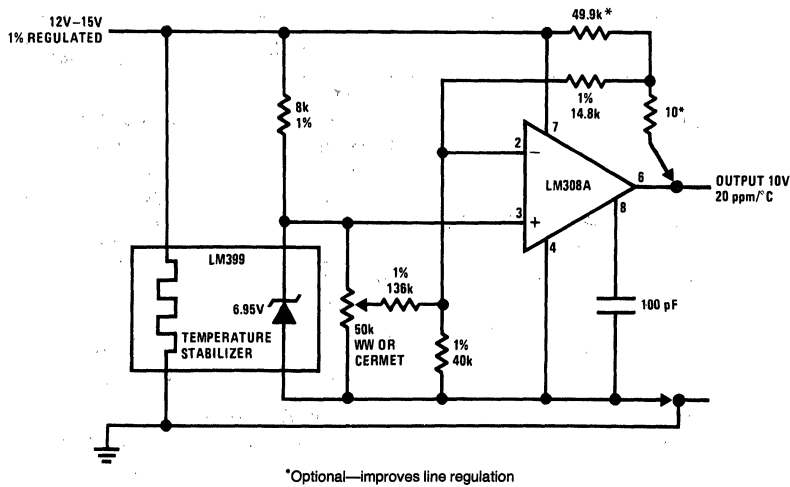 49.9k*
12V–15V
1% REGULATED
1%
14.8k
10*
8k
1%
7
2
−
LM308A
6
OUTPUT 10V
20 ppm/°C
3
+
8
4
LM399
1%
136k
6.95V
100 pF
50k
WW OR
CERMET
1%
40k
TEMPERATURE
STABILIZER
*Optional—improves line regulation